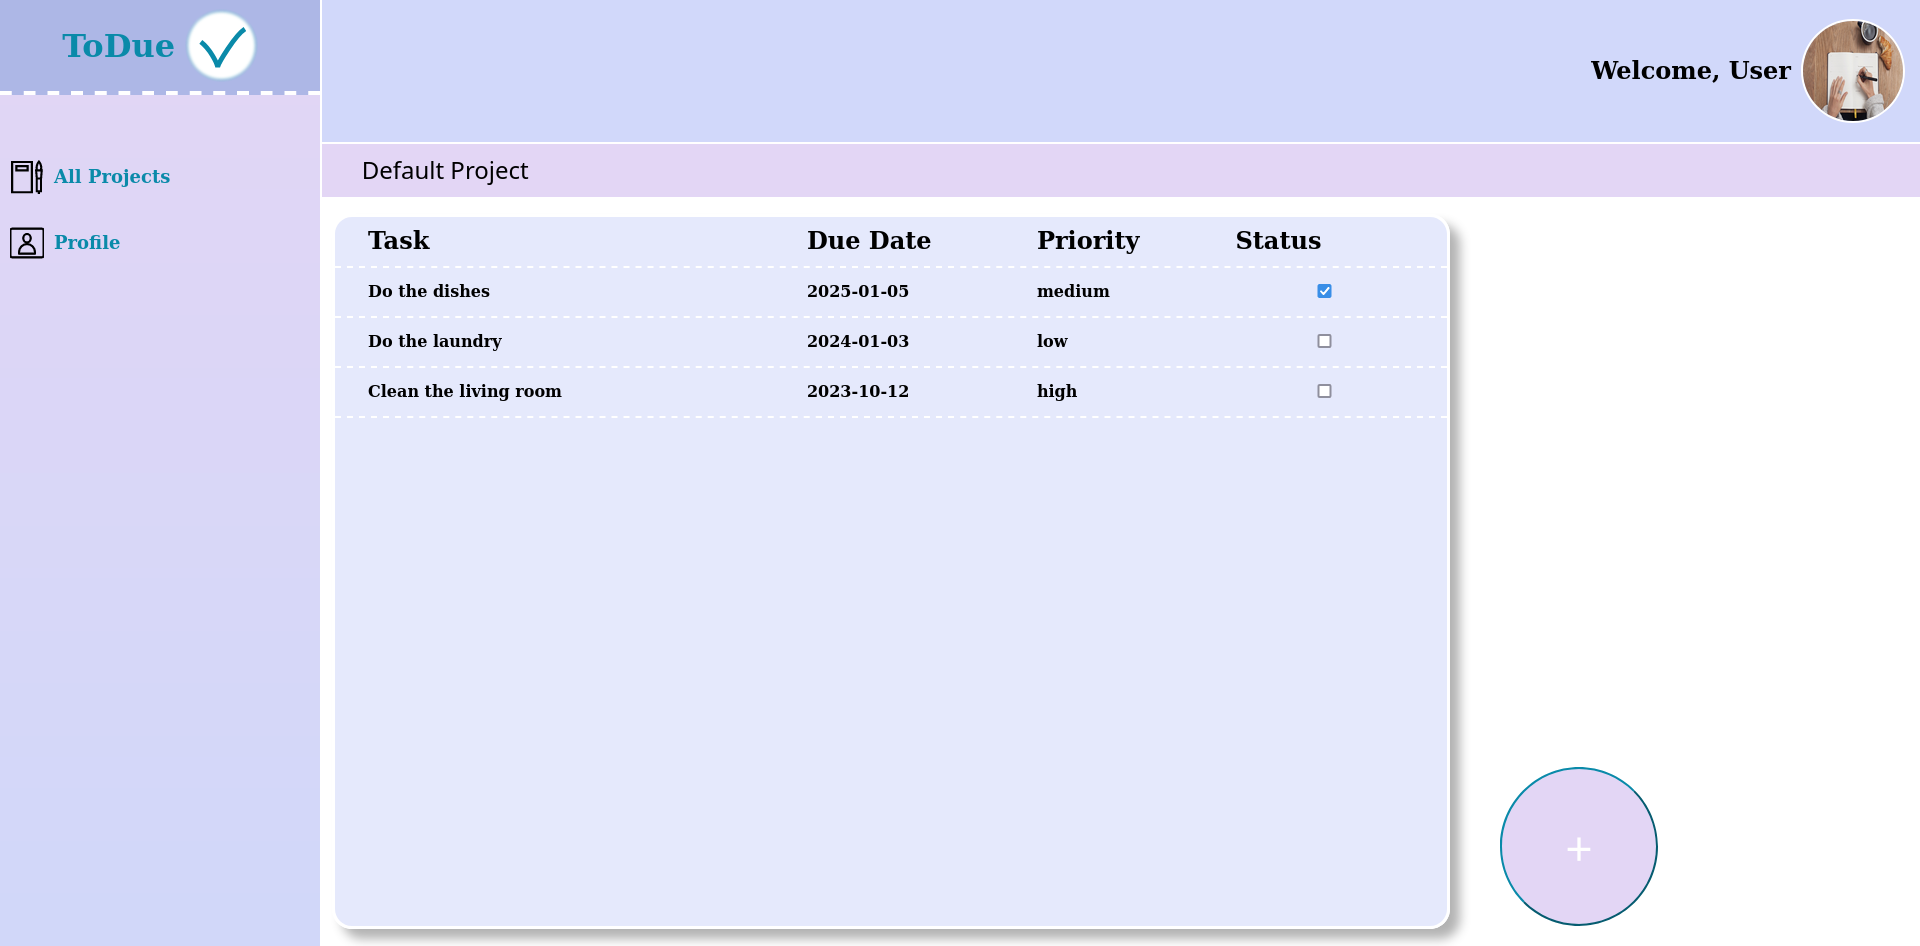 ToDue
Welcome, User
All Projects
Profile
Default Project
Task Due Date Priority Status
Do the dishes 2025-01-05 medium
Do the laundry 2024-01-03 low
Clean the living room 2023-10-12 high
+